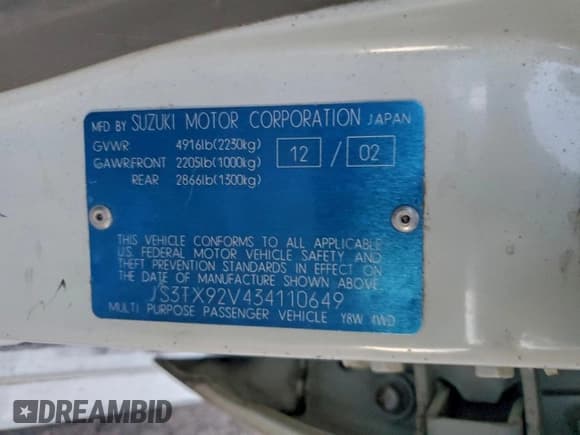 MFD BY SUZUKI MOTOR CORPORATION JAPAN
GVWR: 4916lb(2230kg)
GAWR:FRONT 2205lb(1000kg) 12 / 02
REAR 2866lb(1300kg)
THIS VEHICLE CONFORMS TO ALL APPLICABLE
U.S. FEDERAL MOTOR VEHICLE SAFETY AND
THEFT PREVENTION STANDARDS IN EFFECT ON
THE DATE OF MANUFACTURE SHOWN ABOVE.
JS3TX92V434110649
MULTI PURPOSE PASSENGER VEHICLE Y8W 4WD
DREAMBID